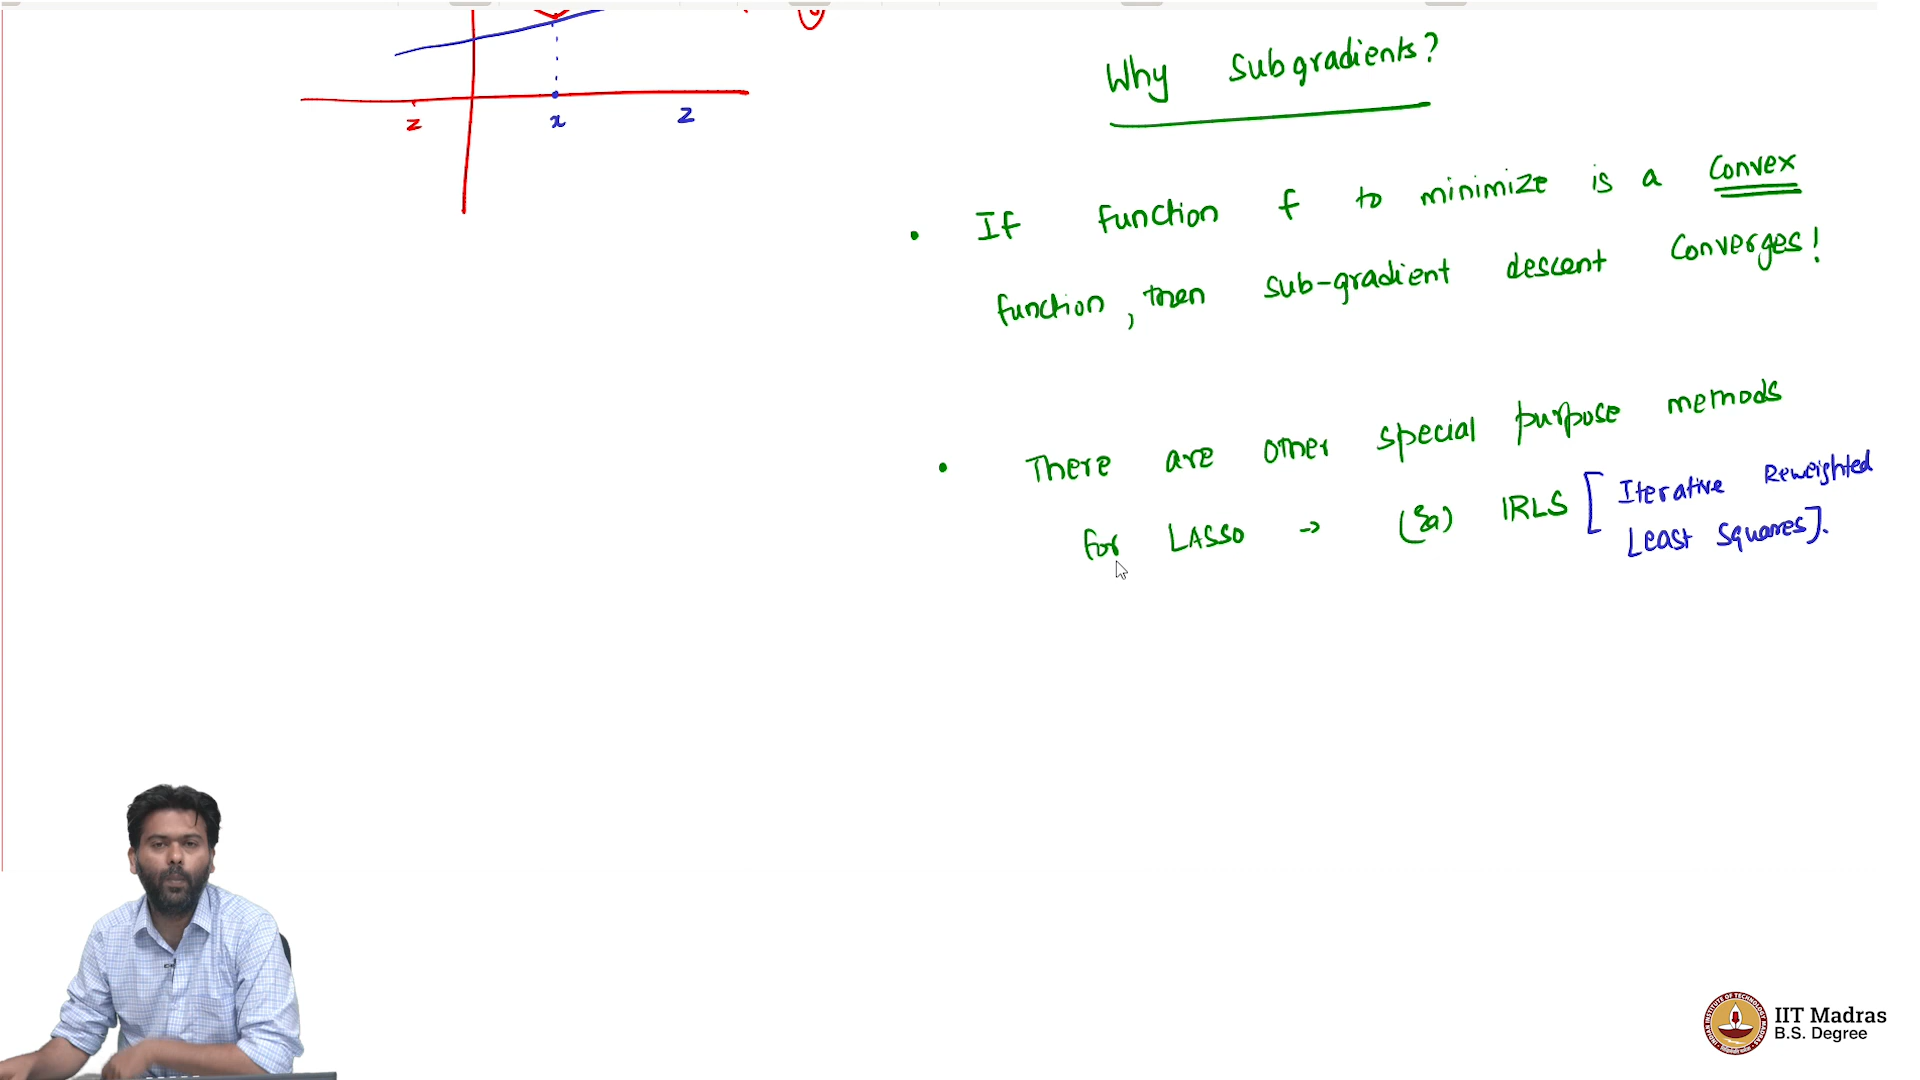 z x z
Why Subgradients?
• If function f to minimize is a Convex
function, then sub-gradient descent Converges!
• There are other special purpose methods
for LASSO → (Eg) IRLS [Iterative Reweighted
Least Squares].
IIT Madras
B.S. Degree